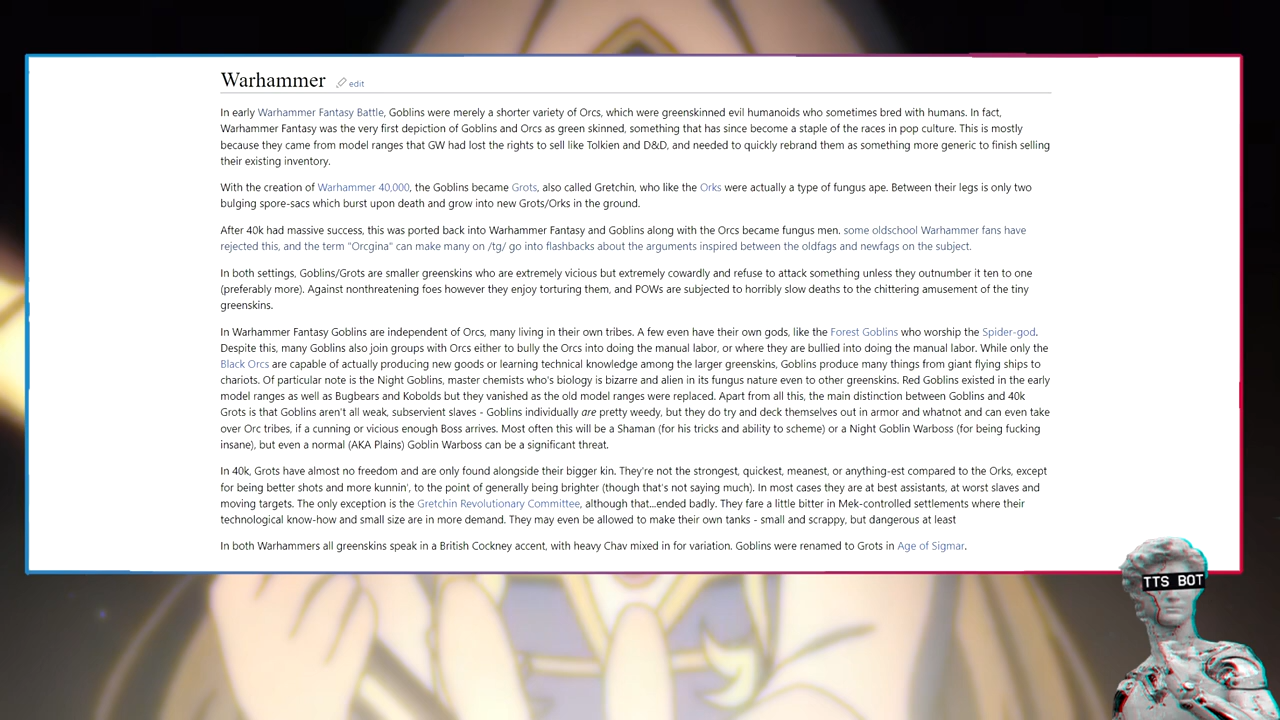 Warhammer edit
In early Warhammer Fantasy Battle, Goblins were merely a shorter variety of Orcs, which were greenskinned evil humanoids who sometimes bred with humans. In fact,
Warhammer Fantasy was the very first depiction of Goblins and Orcs as green skinned, something that has since become a staple of the races in pop culture. This is mostly
because they came from model ranges that GW had lost the rights to sell like Tolkien and D&D, and needed to quickly rebrand them as something more generic to finish selling
their existing inventory.
With the creation of Warhammer 40,000, the Goblins became Grots, also called Gretchin, who like the Orks were actually a type of fungus ape. Between their legs is only two
bulging spore-sacs which burst upon death and grow into new Grots/Orks in the ground.
After 40k had massive success, this was ported back into Warhammer Fantasy and Goblins along with the Orcs became fungus men. some oldschool Warhammer fans have
rejected this, and the term "Orcgina" can make many on /tg/ go into flashbacks about the arguments inspired between the oldfags and newfags on the subject.
In both settings, Goblins/Grots are smaller greenskins who are extremely vicious but extremely cowardly and refuse to attack something unless they outnumber it ten to one
(preferably more). Against nonthreatening foes however they enjoy torturing them, and POWs are subjected to horribly slow deaths to the chittering amusement of the tiny
greenskins.
In Warhammer Fantasy Goblins are independent of Orcs, many living in their own tribes. A few even have their own gods, like the Forest Goblins who worship the Spider-god.
Despite this, many Goblins also join groups with Orcs either to bully the Orcs into doing the manual labor, or where they are bullied into doing the manual labor. While only the
Black Orcs are capable of actually producing new goods or learning technical knowledge among the larger greenskins, Goblins produce many things from giant flying ships to
chariots. Of particular note is the Night Goblins, master chemists who's biology is bizarre and alien in its fungus nature even to other greenskins. Red Goblins existed in the early
model ranges as well as Bugbears and Kobolds but they vanished as the old model ranges were replaced. Apart from all this, the main distinction between Goblins and 40k
Grots is that Goblins aren't all weak, subservient slaves - Goblins individually are pretty weedy, but they do try and deck themselves out in armor and whatnot and can even take
over Orc tribes, if a cunning or vicious enough Boss arrives. Most often this will be a Shaman (for his tricks and ability to scheme) or a Night Goblin Warboss (for being fucking
insane), but even a normal (AKA Plains) Goblin Warboss can be a significant threat.
In 40k, Grots have almost no freedom and are only found alongside their bigger kin. They're not the strongest, quickest, meanest, or anything-est compared to the Orks, except
for being better shots and more kunnin', to the point of generally being brighter (though that's not saying much). In most cases they are at best assistants, at worst slaves and
moving targets. The only exception is the Gretchin Revolutionary Committee, although that...ended badly. They fare a little bitter in Mek-controlled settlements where their
technological know-how and small size are in more demand. They may even be allowed to make their own tanks - small and scrappy, but dangerous at least
In both Warhammers all greenskins speak in a British Cockney accent, with heavy Chav mixed in for variation. Goblins were renamed to Grots in Age of Sigmar.
TTS BOT